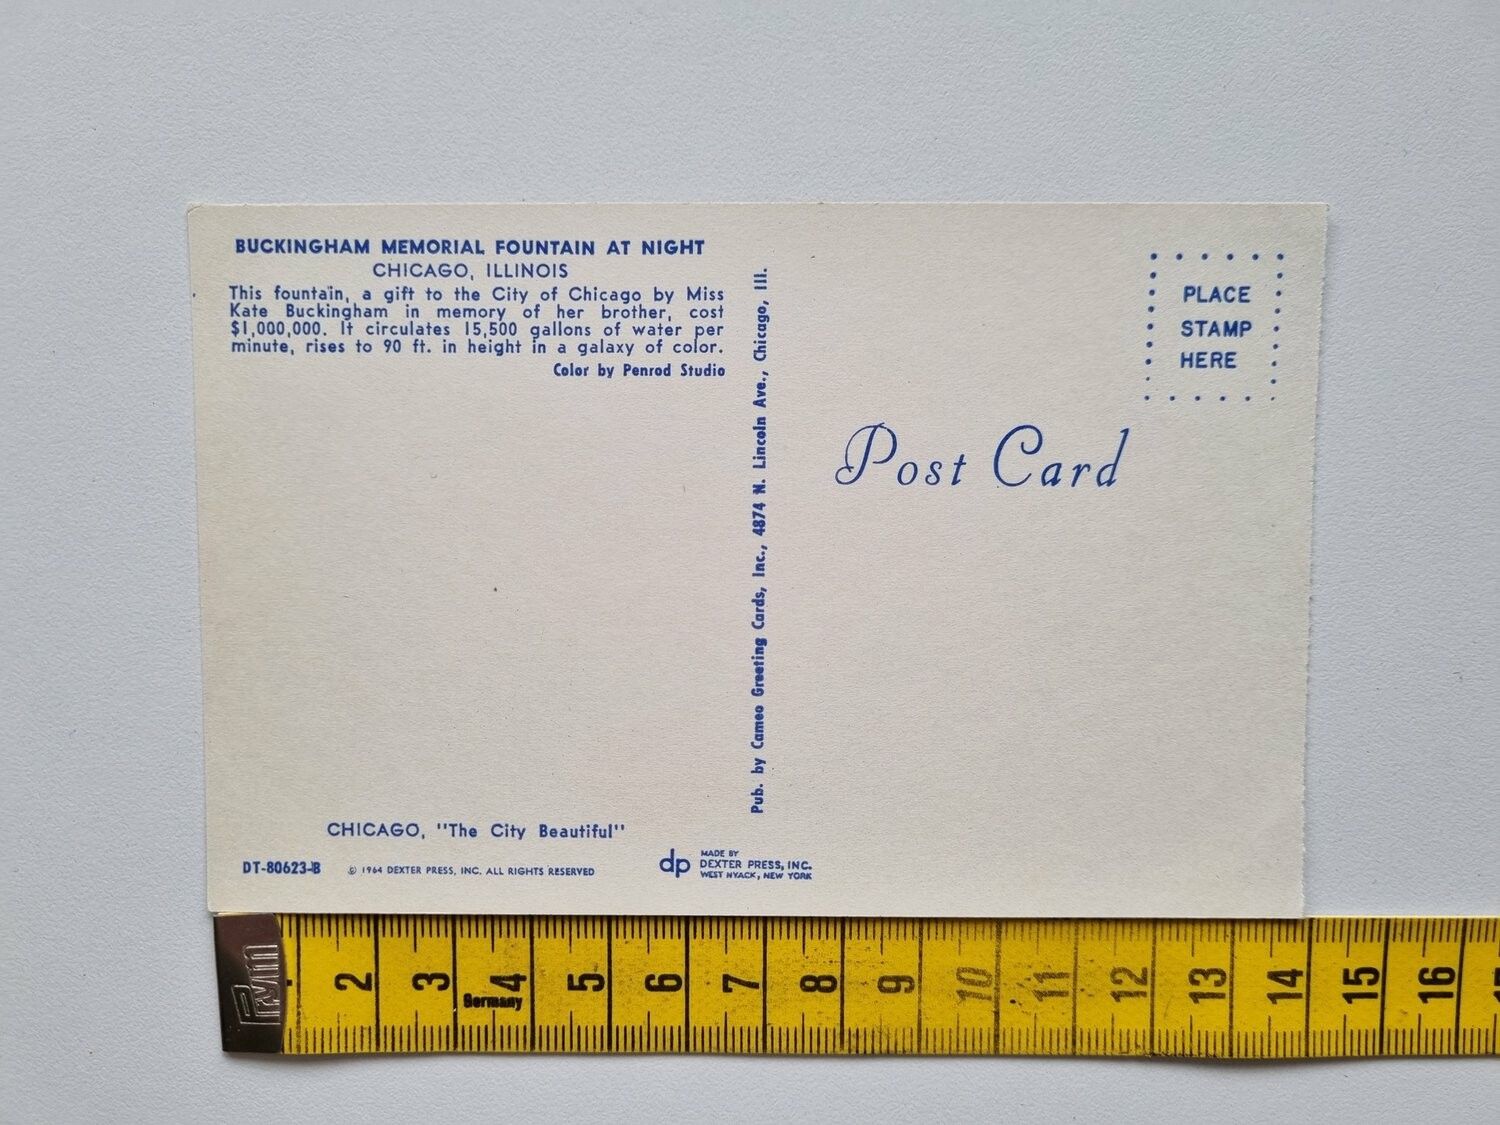 BUCKINGHAM MEMORIAL FOUNTAIN AT NIGHT
CHICAGO, ILLINOIS
This fountain, a gift to the City of Chicago by Miss
Kate Buckingham in memory of her brother, cost
$1,000,000. It circulates 15,500 gallons of water per
minute, rises to 90 ft. in height in a galaxy of color.
Color by Penrod Studio
CHICAGO, "The City Beautiful"
DT-80623-B
© 1964 DEXTER PRESS, INC. ALL RIGHTS RESERVED
dp
MADE BY
DEXTER PRESS, INC.
WEST NYACK, NEW YORK
Pub. by Cameo Greeting Cards, Inc., 4874 N. Lincoln Ave., Chicago, Ill.
PLACE
STAMP
HERE
Post Card
Prym
2 3 4 5 6 7 8 9 10 11 12 13 14 15 16
Germany